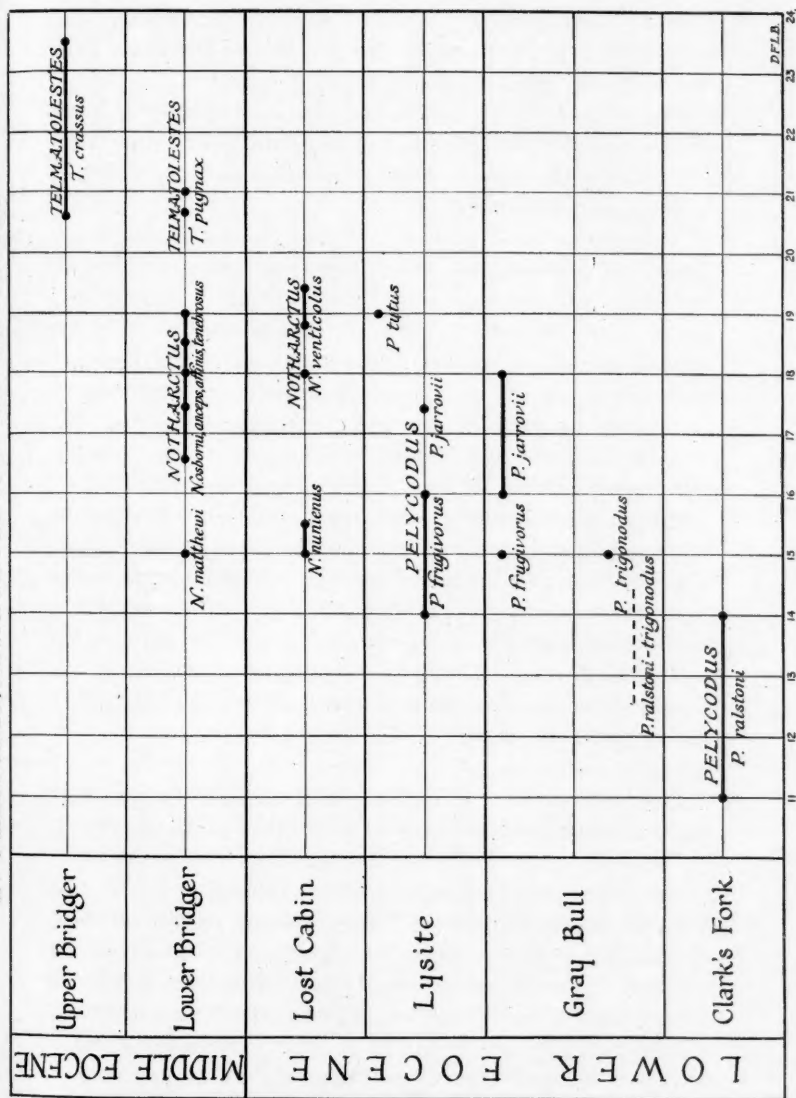 MIDDLE EOCENE
LOWER EOCENE
Upper Bridger
TELMATOLESTES
T. crassus
Lower Bridger
N. matthewi
NOTHARCTUS
N. osborni, anceps, affinis, tenebrosus
TELMATOLESTES
T. pugnax
Lost Cabin
N. nunienus
NOTHARCTUS
N. venticolus
Lysite
PELYCODUS
P frugivorus
P. jarrovii
P tytus
Gray Bull
P. frugivorus
P. jarrovii
P. ralstoni-trigonodus
P. trigonodus
Clark's Fork
PELYCODUS
P. ralstoni
11 12 13 14 15 16 17 18 19 20 21 22 23 24
D.F.L.B.